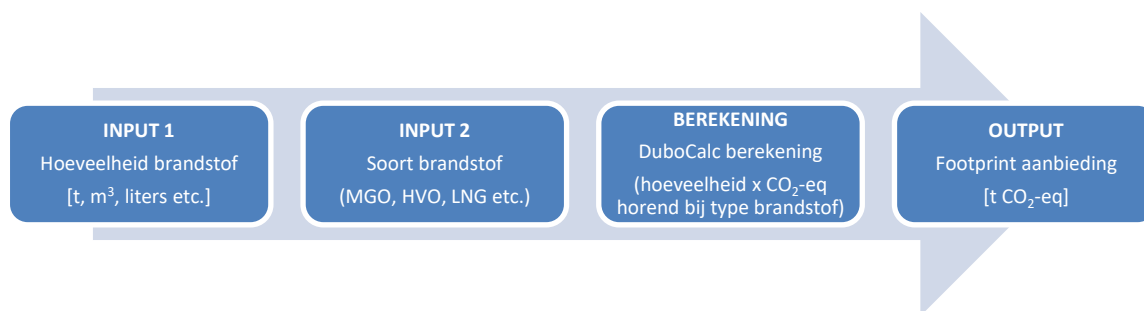 INPUT 1
Hoeveelheid brandstof
[t, m³, liters etc.]
INPUT 2
Soort brandstof
(MGO, HVO, LNG etc.)
BEREKENING
DuboCalc berekening
(hoeveelheid x CO₂-eq
horend bij type brandstof)
OUTPUT
Footprint aanbieding
[t CO₂-eq]